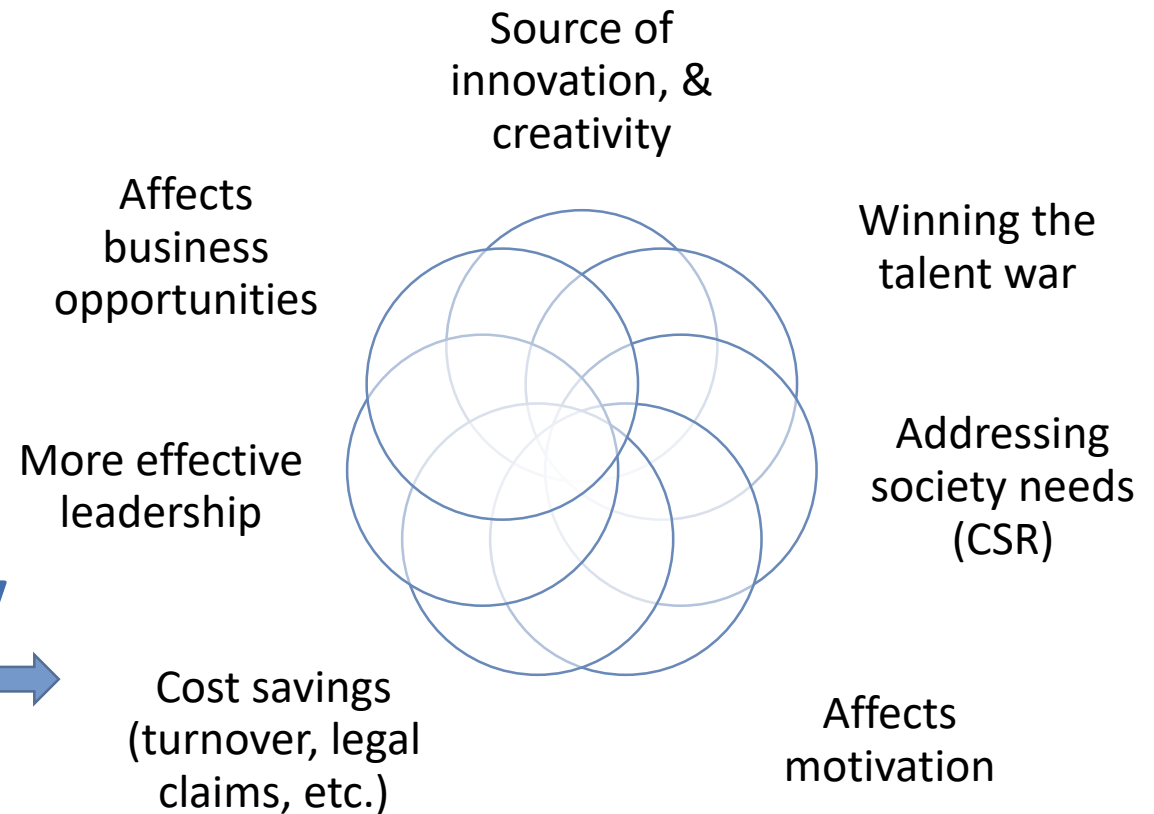 Source of
innovation, &
creativity
Winning the
talent war
Addressing
society needs
(CSR)
Affects
motivation
Cost savings
(turnover, legal
claims, etc.)
More effective
leadership
Affects
business
opportunities